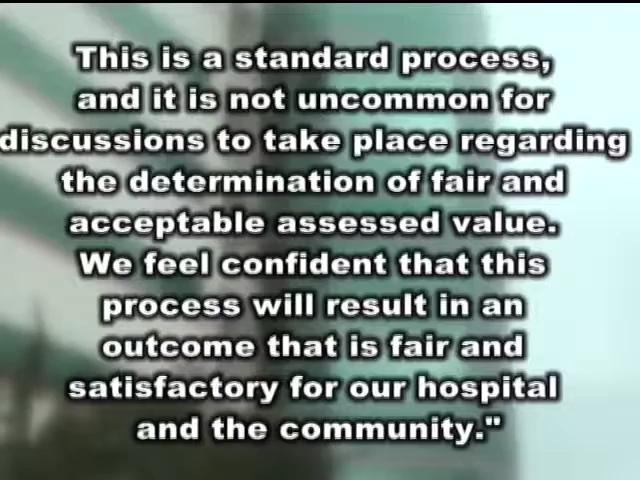 This is a standard process,
and it is not uncommon for
discussions to take place regarding
the determination of fair and
acceptable assessed value.
We feel confident that this
process will result in an
outcome that is fair and
satisfactory for our hospital
and the community."